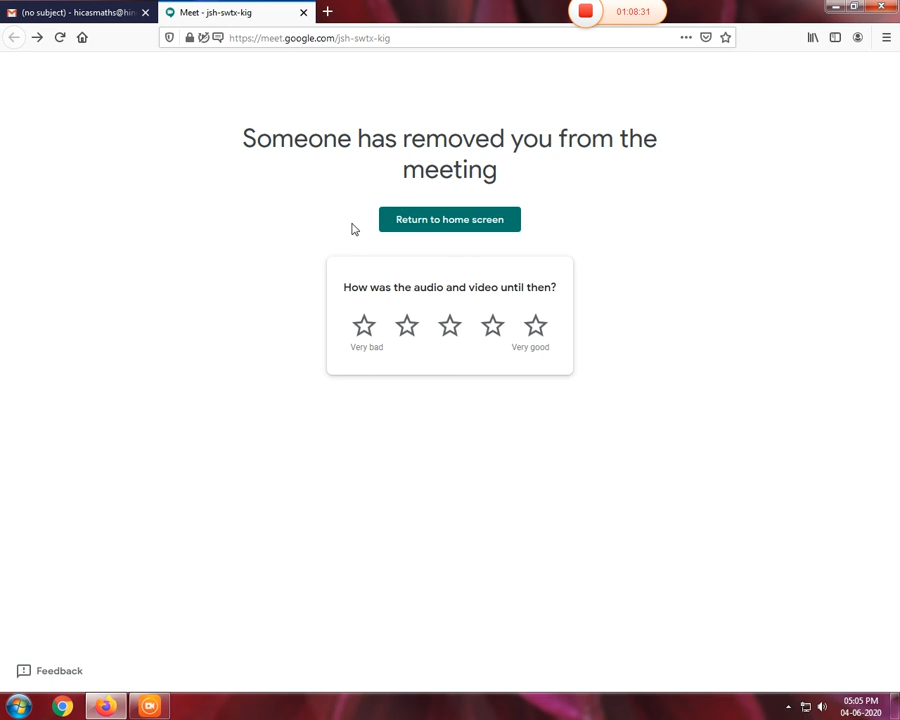 (no subject) - hicasmaths@hin
Meet - jsh-swtx-kig
01:08:31
https://meet.google.com/jsh-swtx-kig
Someone has removed you from the
meeting
Return to home screen
How was the audio and video until then?
Very bad
Very good
Feedback
05:05 PM
04-06-2020